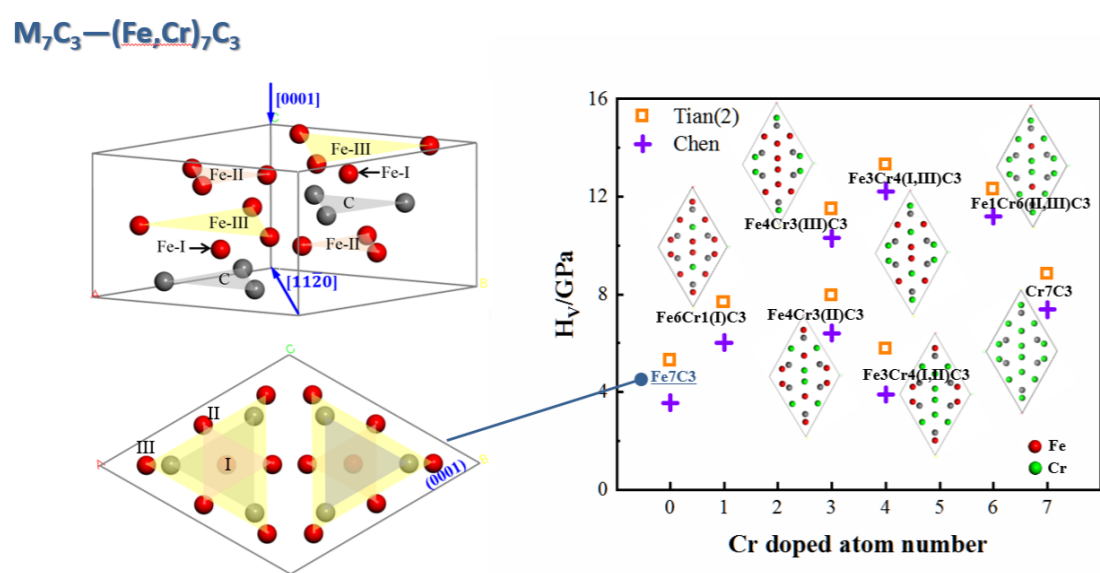 M₇C₃—(Fe,Cr)₇C₃
[0001]
C
Fe-III
Fe-II
Fe-I
C
Fe-III
Fe-I
Fe-II
C
[112̅0]
A
B
C
II
III
I
A
B
(0001)
16
12
8
4
0
Hᵥ/GPa
Tian(2)
Chen
Fe3Cr4(I,III)C3
Fe4Cr3(III)C3
Fe1Cr6(II,III)C3
Fe6Cr1(I)C3
Fe4Cr3(II)C3
Cr7C3
Fe7C3
Fe3Cr4(I,II)C3
Fe
Cr
0 1 2 3 4 5 6 7
Cr doped atom number